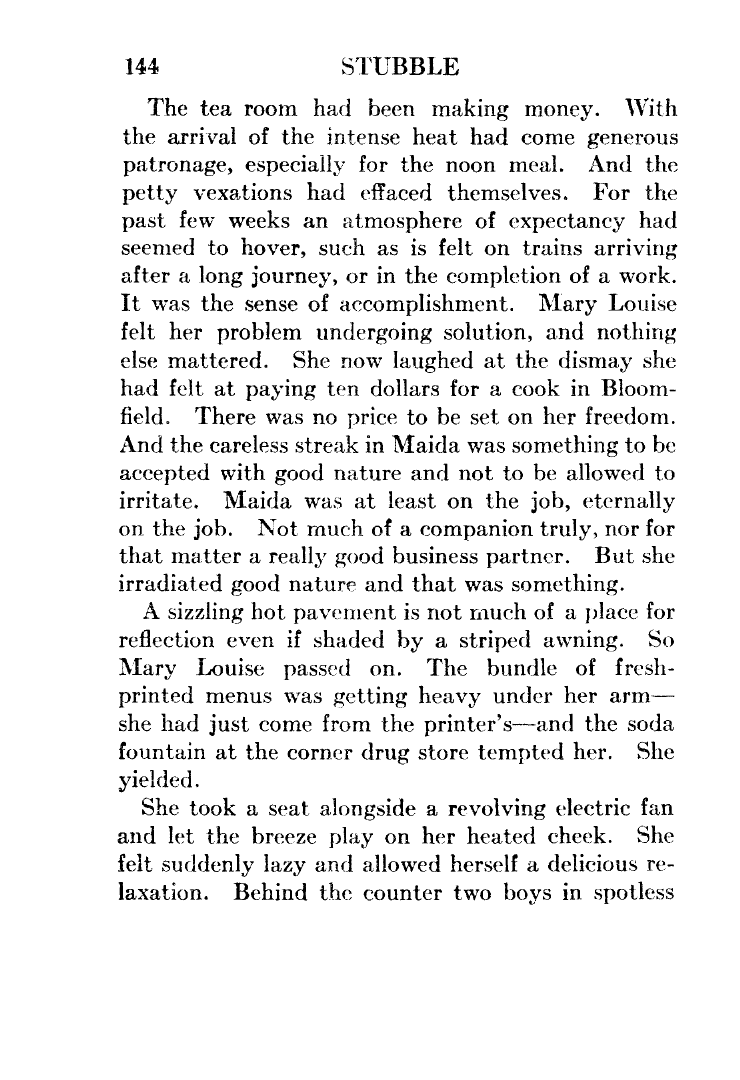 144 STUBBLE
The tea room had been making money. With
the arrival of the intense heat had come generous
patronage, especially for the noon meal. And the
petty vexations had effaced themselves. For the
past few weeks an atmosphere of expectancy had
seemed to hover, such as is felt on trains arriving
after a long journey, or in the completion of a work.
It was the sense of accomplishment. Mary Louise
felt her problem undergoing solution, and nothing
else mattered. She now laughed at the dismay she
had felt at paying ten dollars for a cook in Bloom-
field. There was no price to be set on her freedom.
And the careless streak in Maida was something to be
accepted with good nature and not to be allowed to
irritate. Maida was at least on the job, eternally
on the job. Not much of a companion truly, nor for
that matter a really good business partner. But she
irradiated good nature and that was something.
A sizzling hot pavement is not much of a place for
reflection even if shaded by a striped awning. So
Mary Louise passed on. The bundle of fresh-
printed menus was getting heavy under her arm—
she had just come from the printer's—and the soda
fountain at the corner drug store tempted her. She
yielded.
She took a seat alongside a revolving electric fan
and let the breeze play on her heated cheek. She
felt suddenly lazy and allowed herself a delicious re-
laxation. Behind the counter two boys in spotless